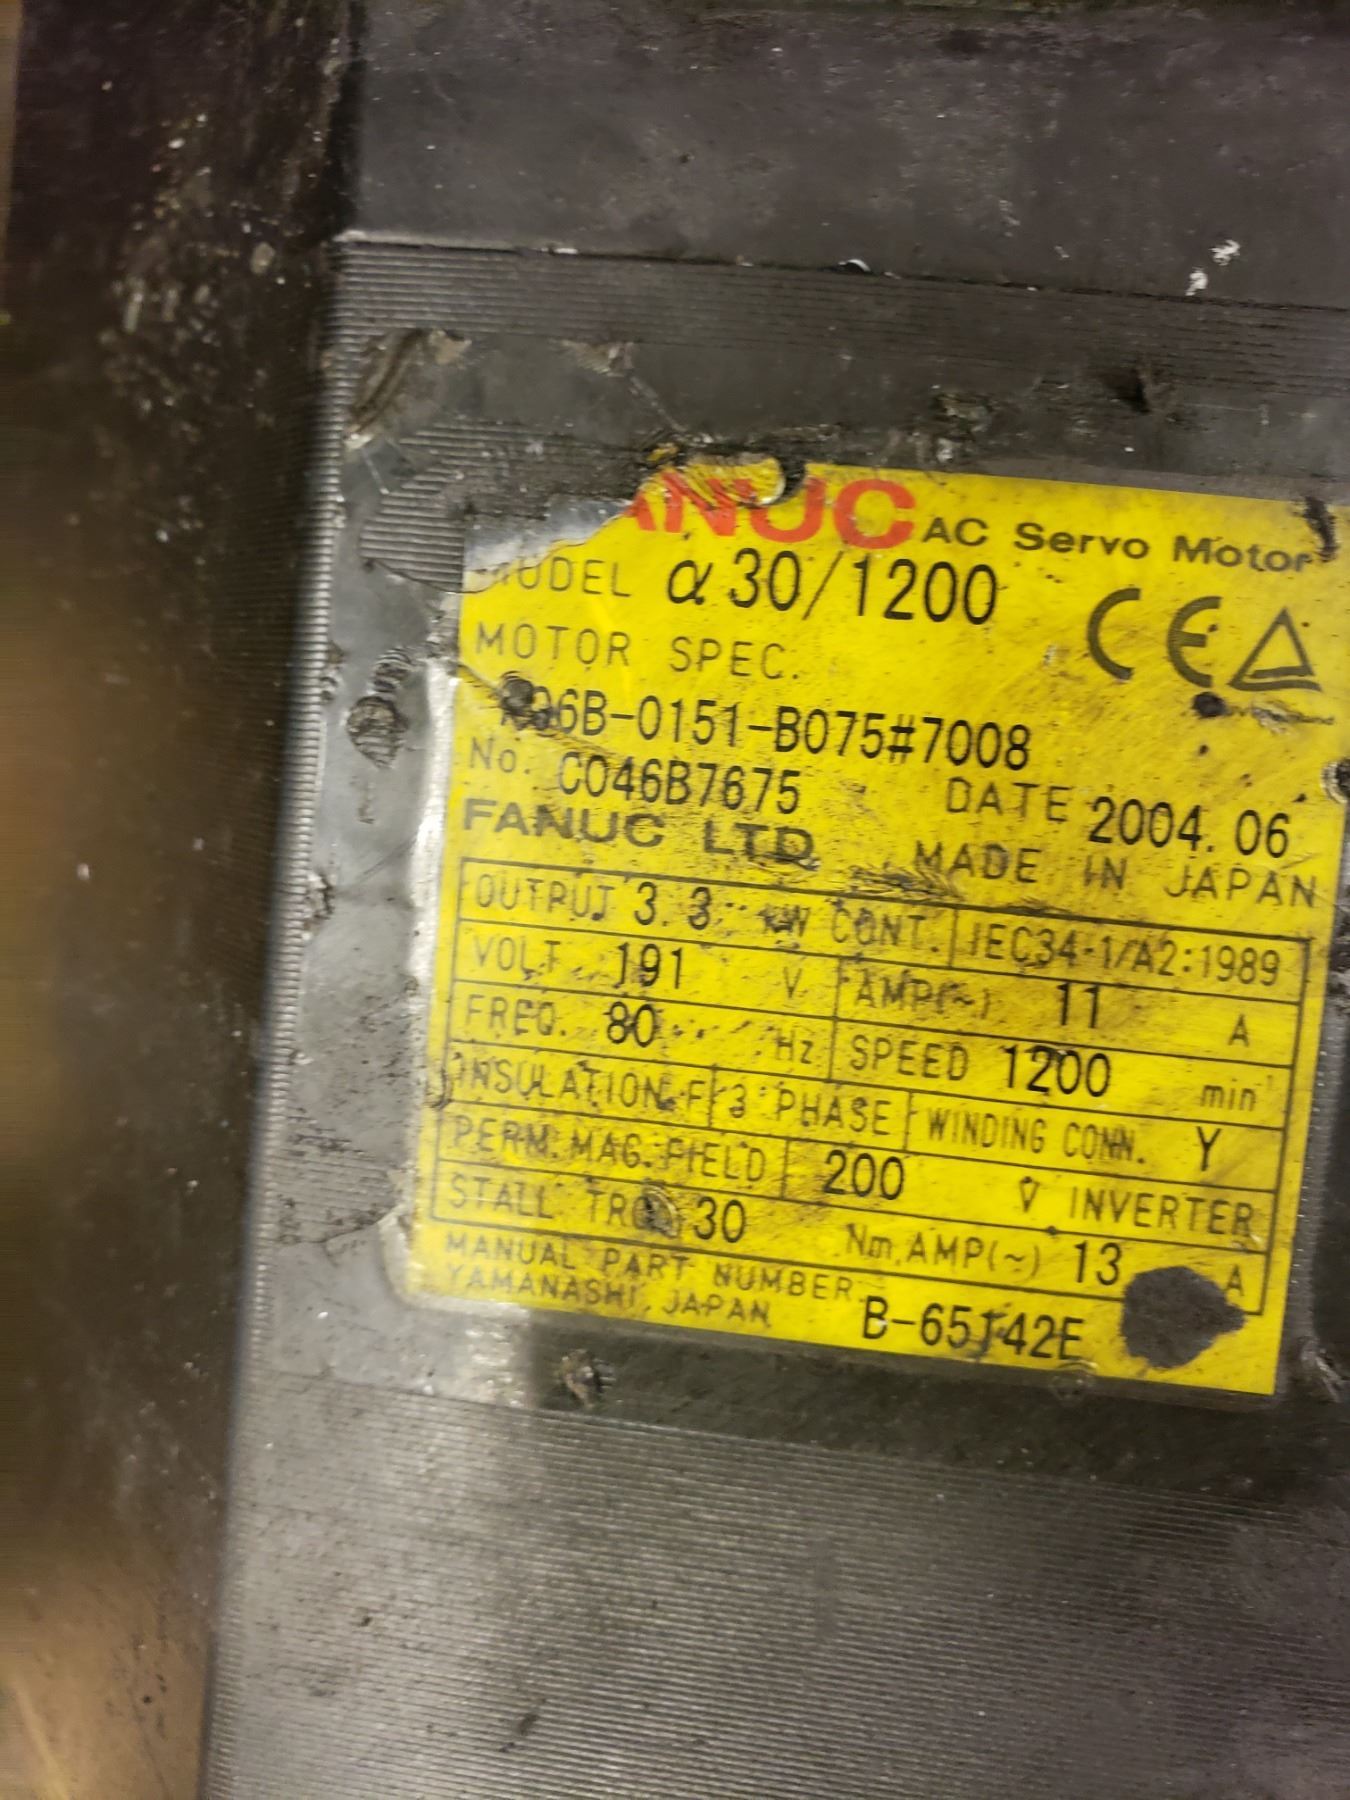 FANUC AC Servo Motor
MODEL α30/1200
MOTOR SPEC.
A06B-0151-B075#7008
No. C046B7675 DATE 2004.06
FANUC LTD MADE IN JAPAN
OUTPUT 3.3 kW CONT. IEC34-1/A2:1989
VOLT 191 V AMP(~) 11 A
FREQ. 80 Hz SPEED 1200 min-1
INSULATION F 3 PHASE WINDING CONN. Y
PERM. MAG. FIELD 200 V INVERTER
STALL TRQ 30 Nm, AMP(~) 13 A
MANUAL PART NUMBER B-65142E
YAMANASHI, JAPAN